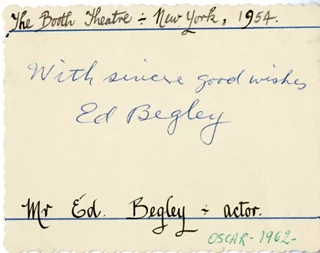 The Booth Theatre ÷ New York, 1954.
With sincere good wishes
Ed Begley
Mr Ed. Begley ÷ actor.
OSCAR-1962-